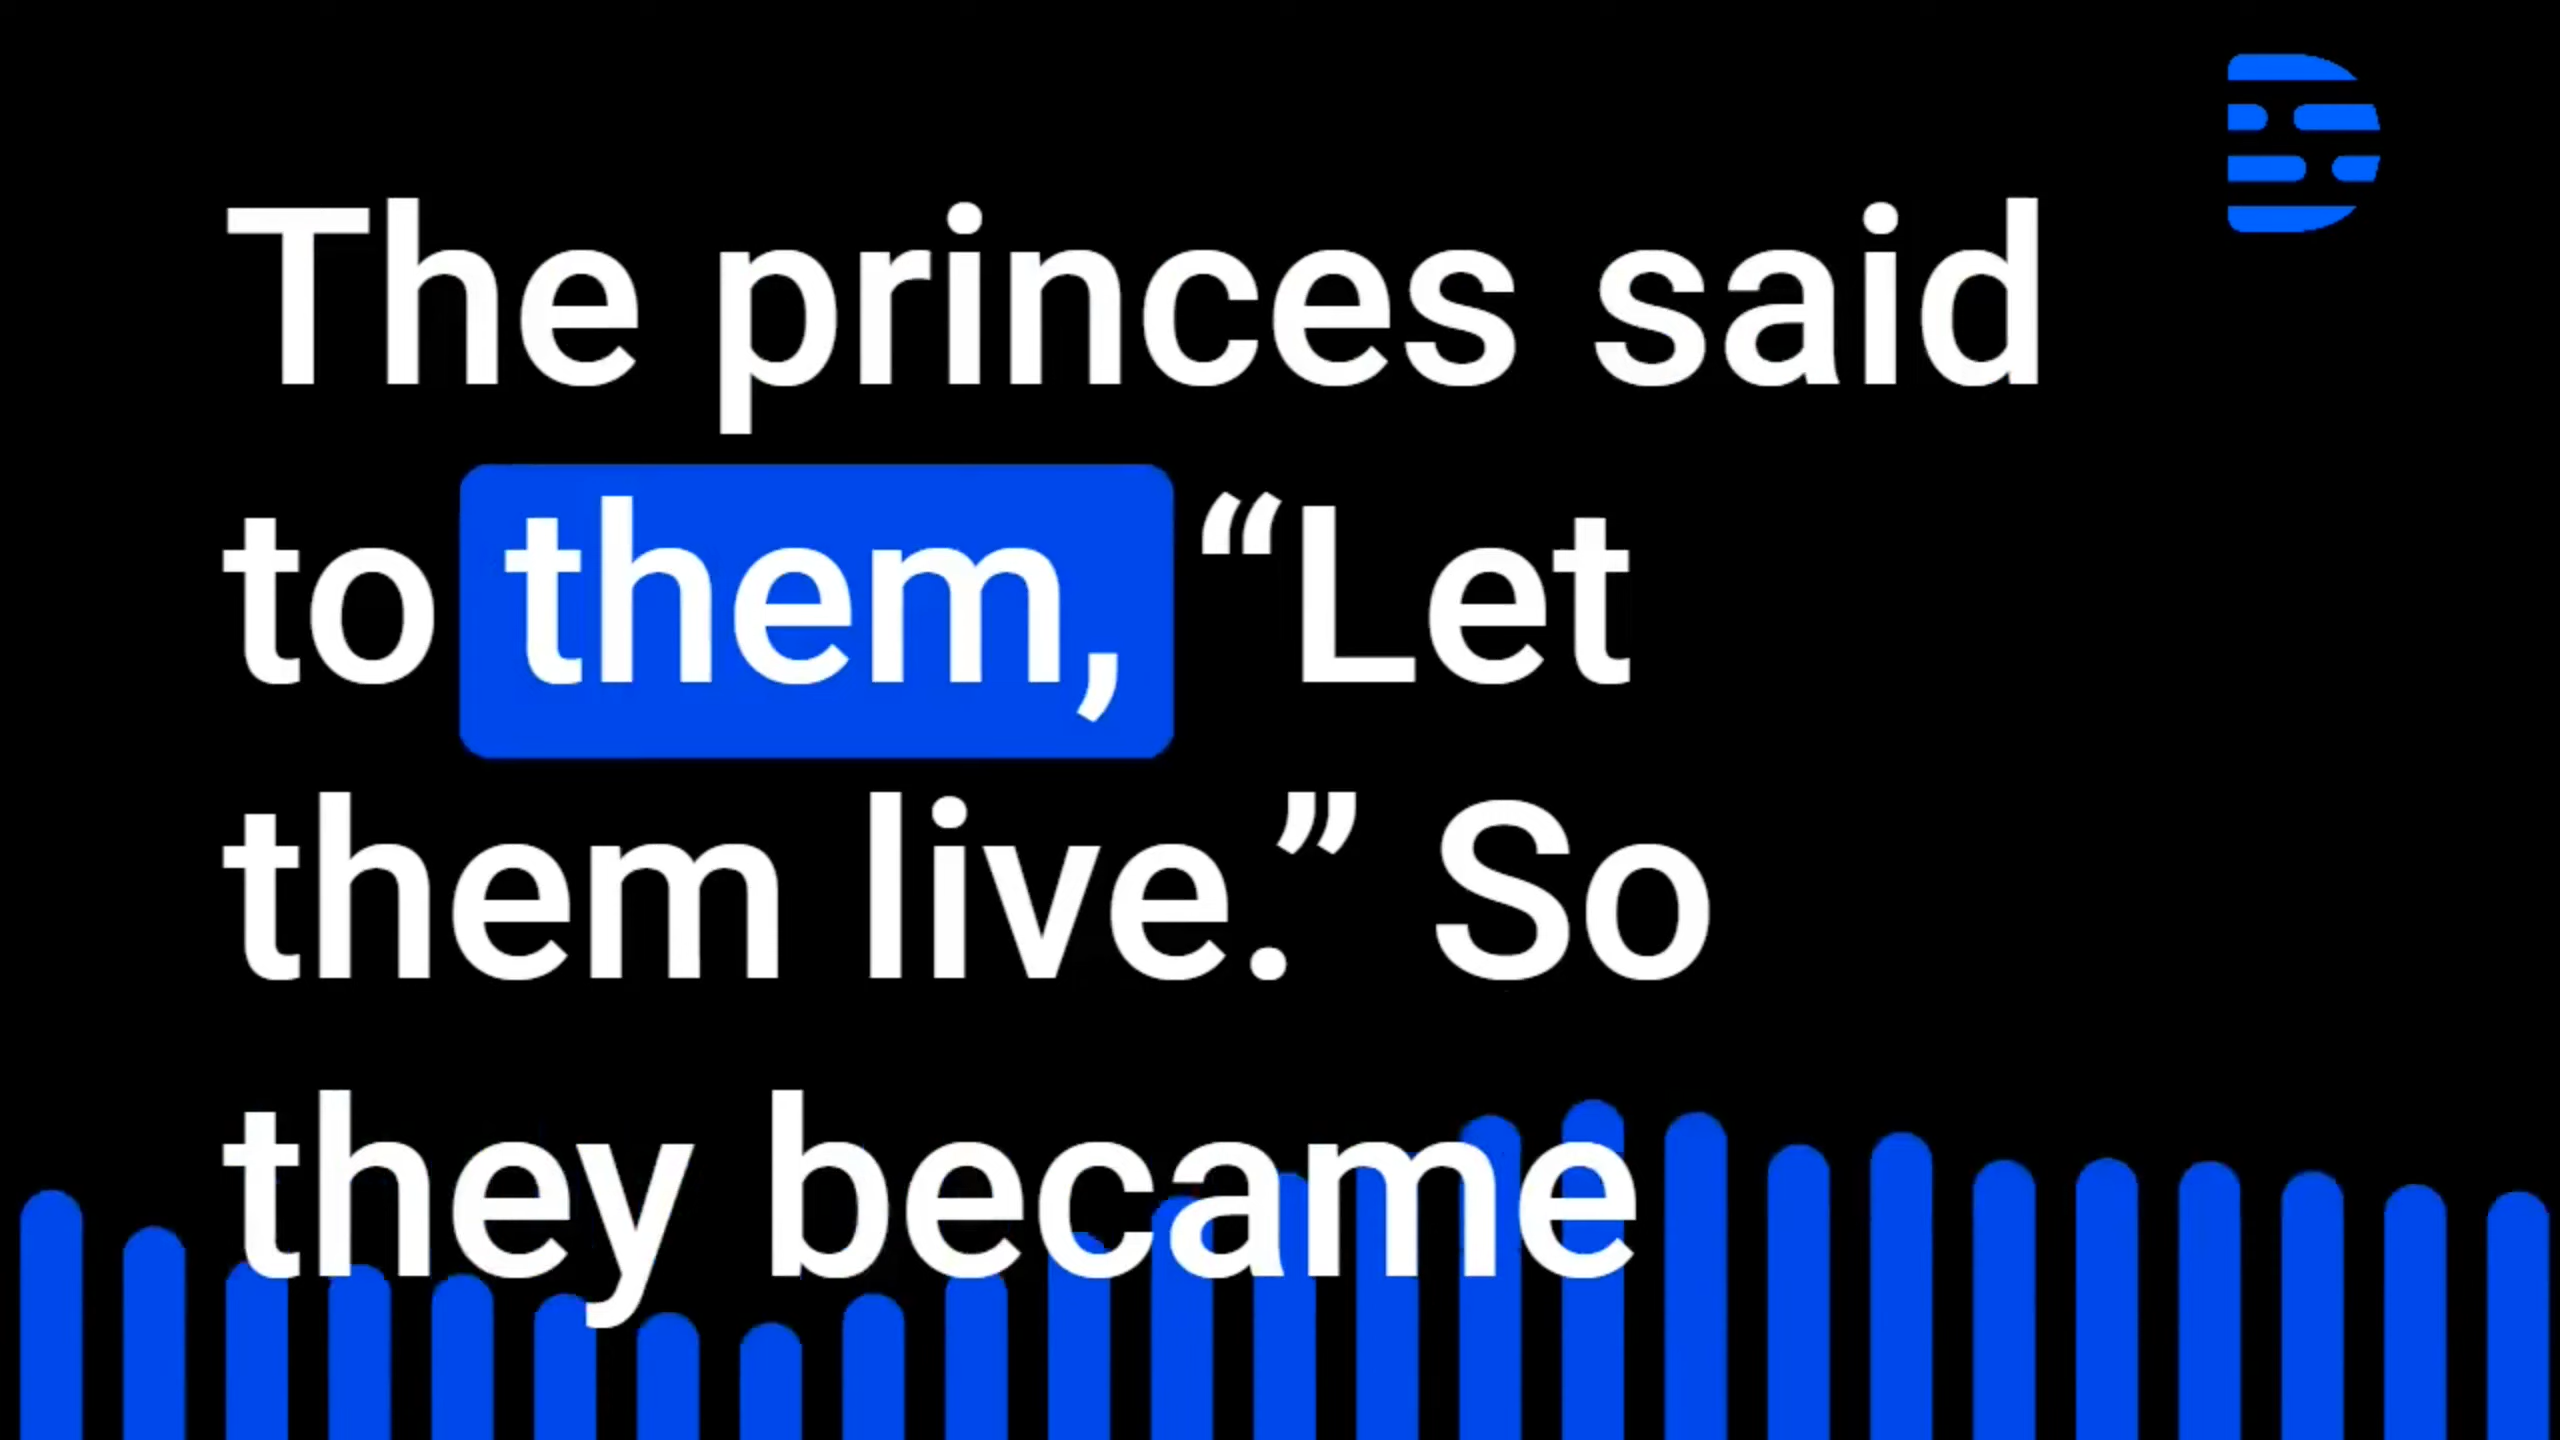 The princes said
to them, “Let
them live.” So
they became